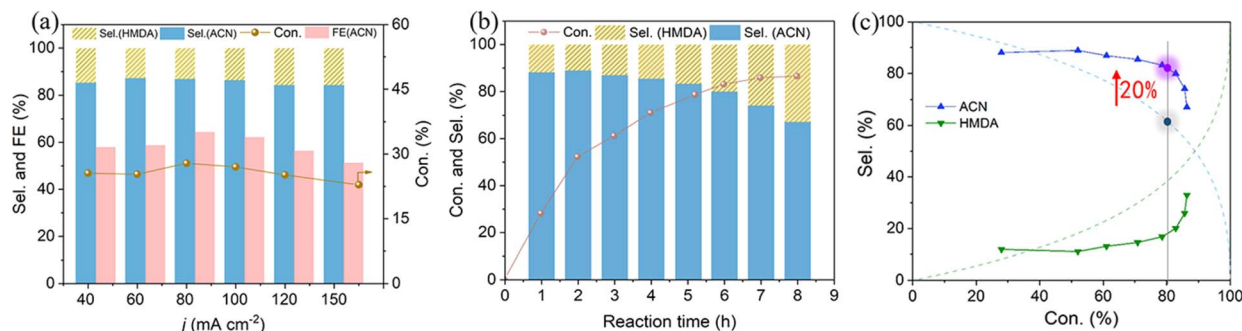 (a)
Sel.(HMDA) Sel.(ACN) Con. FE(ACN)
100
80
60
40
20
0
Sel. and FE (%)
60
45
30
15
0
Con. (%)
40 60 80 100 120 150
j (mA cm-2)
(b)
Con. Sel. (HMDA) Sel. (ACN)
100
80
60
40
20
0
Con. and Sel. (%)
0 1 2 3 4 5 6 7 8 9
Reaction time (h)
(c)
100
80
60
40
20
0
Sel. (%)
20%
ACN
HMDA
0 20 40 60 80 100
Con. (%)